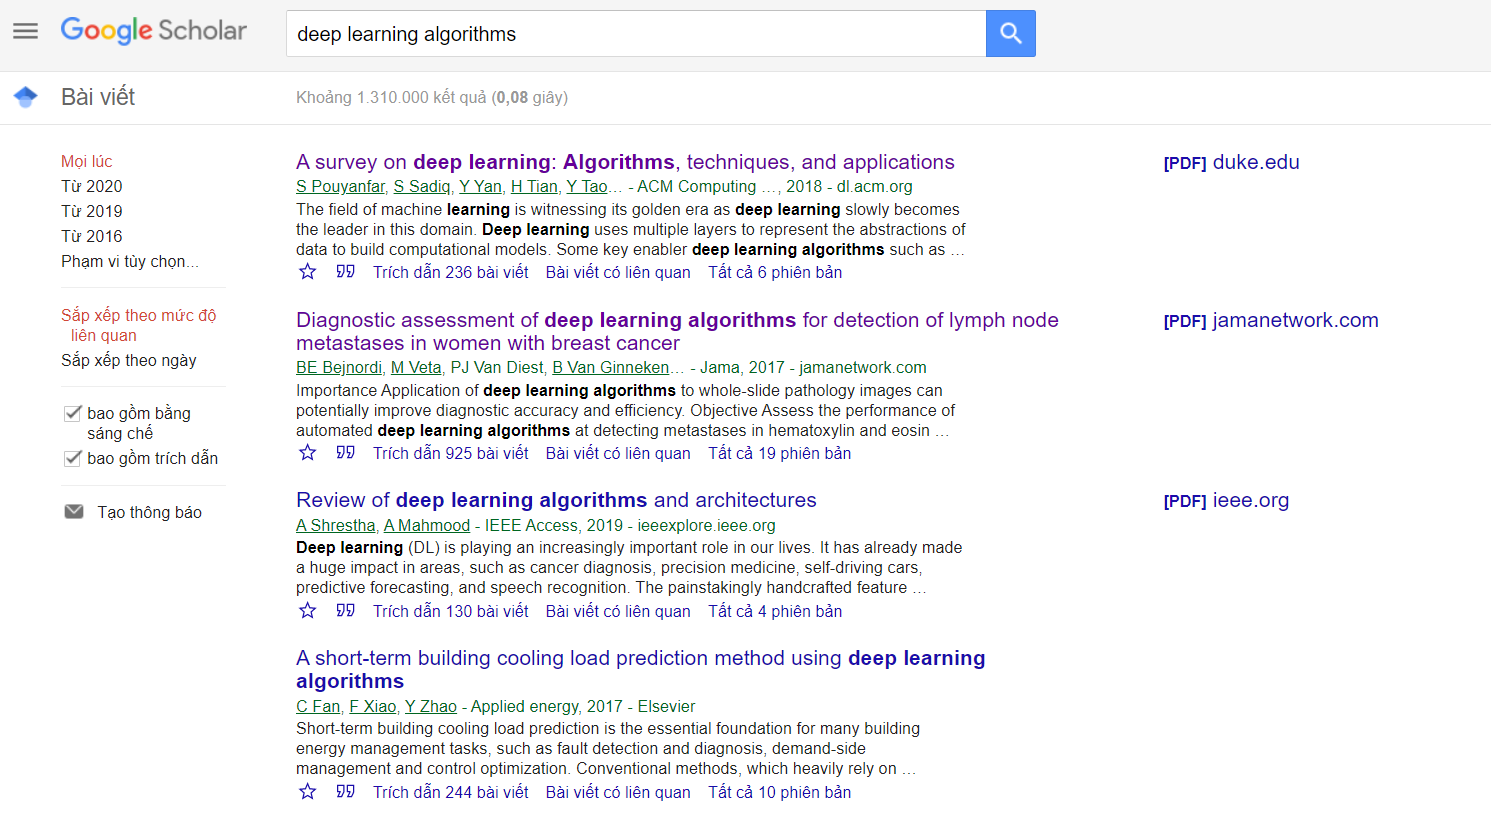 Google Scholar
deep learning algorithms
Bài viết
Khoảng 1.310.000 kết quả (0,08 giây)
Mọi lúc
Từ 2020
Từ 2019
Từ 2016
Phạm vi tùy chọn...
Sắp xếp theo mức độ
liên quan
Sắp xếp theo ngày
bao gồm bằng
sáng chế
bao gồm trích dẫn
Tạo thông báo
A survey on deep learning: Algorithms, techniques, and applications
S Pouyanfar, S Sadiq, Y Yan, H Tian, Y Tao… - ACM Computing …, 2018 - dl.acm.org
The field of machine learning is witnessing its golden era as deep learning slowly becomes
the leader in this domain. Deep learning uses multiple layers to represent the abstractions of
data to build computational models. Some key enabler deep learning algorithms such as …
Trích dẫn 236 bài viết Bài viết có liên quan Tất cả 6 phiên bản
[PDF] duke.edu
Diagnostic assessment of deep learning algorithms for detection of lymph node
metastases in women with breast cancer
BE Bejnordi, M Veta, PJ Van Diest, B Van Ginneken… - Jama, 2017 - jamanetwork.com
Importance Application of deep learning algorithms to whole-slide pathology images can
potentially improve diagnostic accuracy and efficiency. Objective Assess the performance of
automated deep learning algorithms at detecting metastases in hematoxylin and eosin …
Trích dẫn 925 bài viết Bài viết có liên quan Tất cả 19 phiên bản
[PDF] jamanetwork.com
Review of deep learning algorithms and architectures
A Shrestha, A Mahmood - IEEE Access, 2019 - ieeexplore.ieee.org
Deep learning (DL) is playing an increasingly important role in our lives. It has already made
a huge impact in areas, such as cancer diagnosis, precision medicine, self-driving cars,
predictive forecasting, and speech recognition. The painstakingly handcrafted feature …
Trích dẫn 130 bài viết Bài viết có liên quan Tất cả 4 phiên bản
[PDF] ieee.org
A short-term building cooling load prediction method using deep learning
algorithms
C Fan, F Xiao, Y Zhao - Applied energy, 2017 - Elsevier
Short-term building cooling load prediction is the essential foundation for many building
energy management tasks, such as fault detection and diagnosis, demand-side
management and control optimization. Conventional methods, which heavily rely on …
Trích dẫn 244 bài viết Bài viết có liên quan Tất cả 10 phiên bản